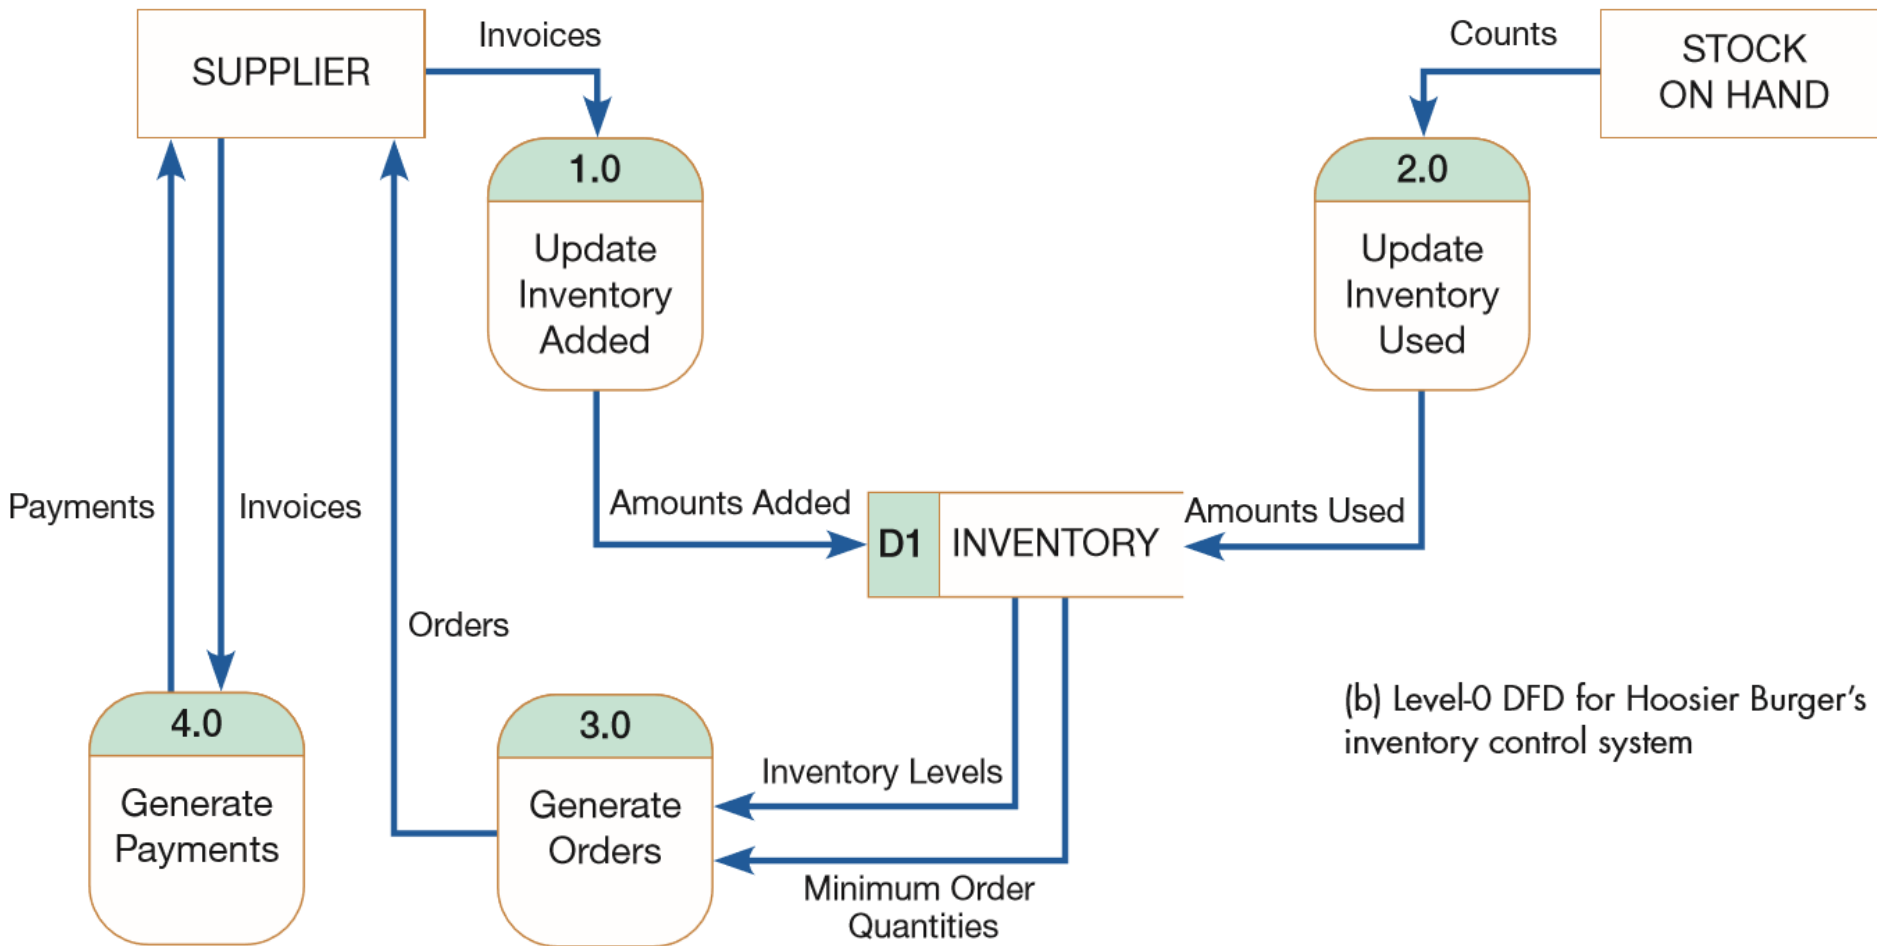 SUPPLIER
Invoices
Counts
STOCK
ON HAND
1.0
Update
Inventory
Added
2.0
Update
Inventory
Used
Payments
Invoices
Amounts Added
D1
INVENTORY
Amounts Used
Orders
4.0
Generate
Payments
3.0
Generate
Orders
Inventory Levels
Minimum Order
Quantities
(b) Level-0 DFD for Hoosier Burger’s
inventory control system